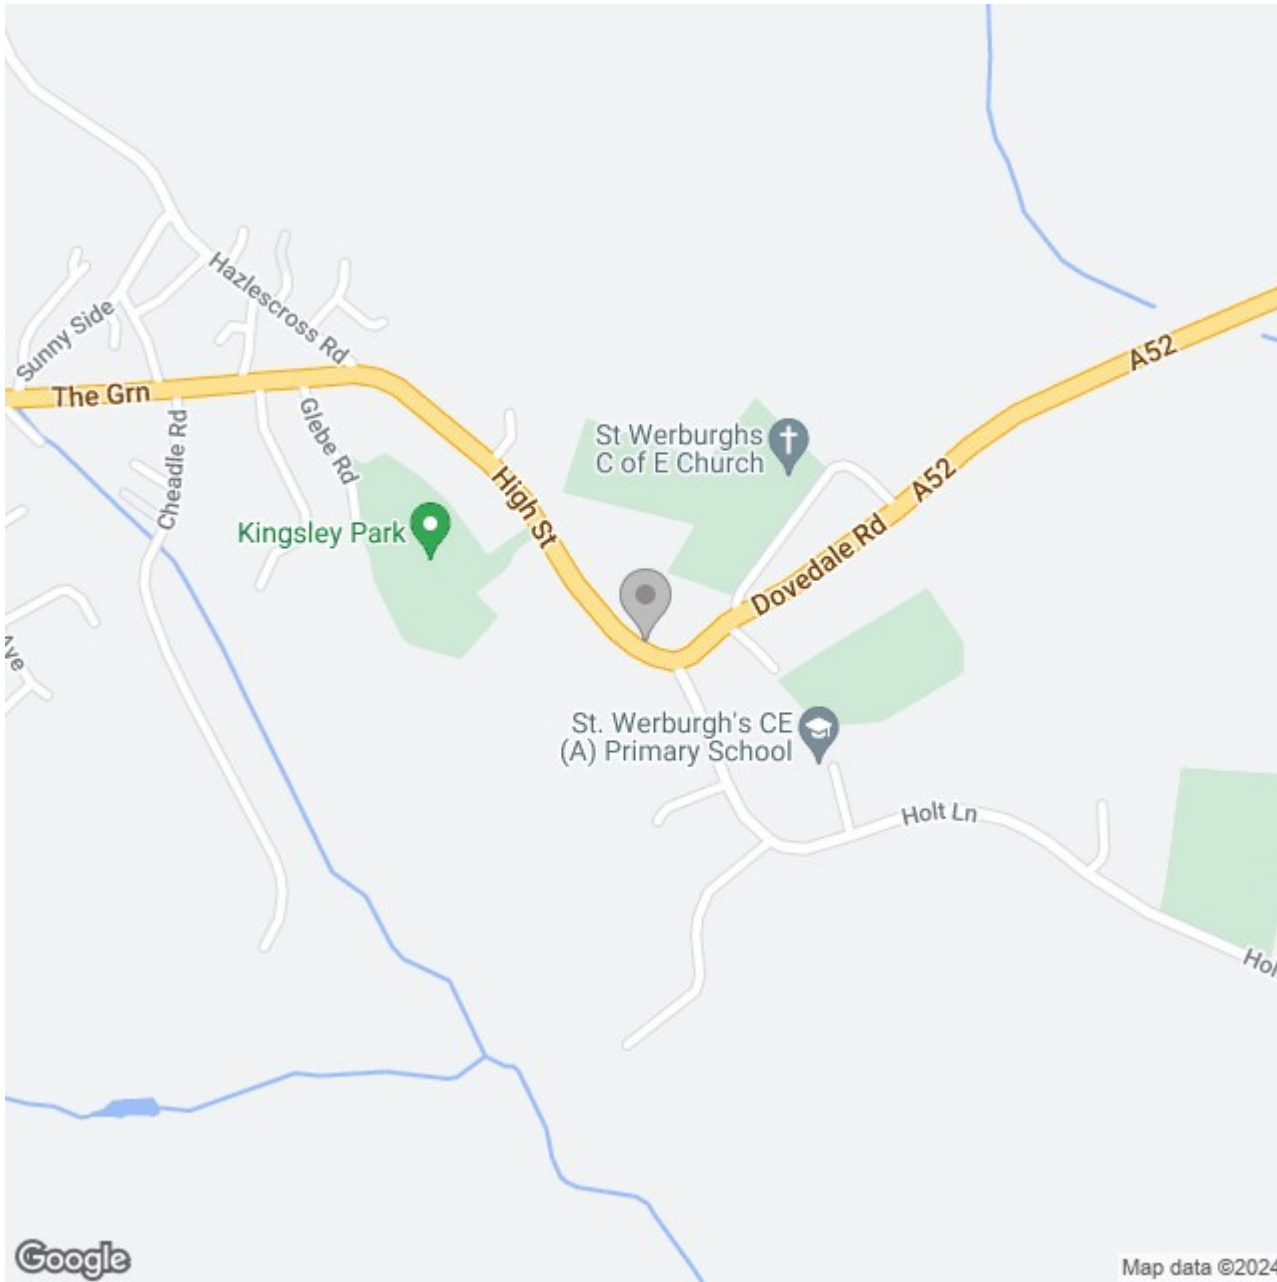 Hazlescross Rd
Sunny Side
The Grn
A52
Glebe Rd
Cheadle Rd
St Werburghs
C of E Church
High St
A52
Kingsley Park
Dovedale Rd
Ave
St. Werburgh's CE
(A) Primary School
Holt Ln
Hol
Google
Map data ©2024